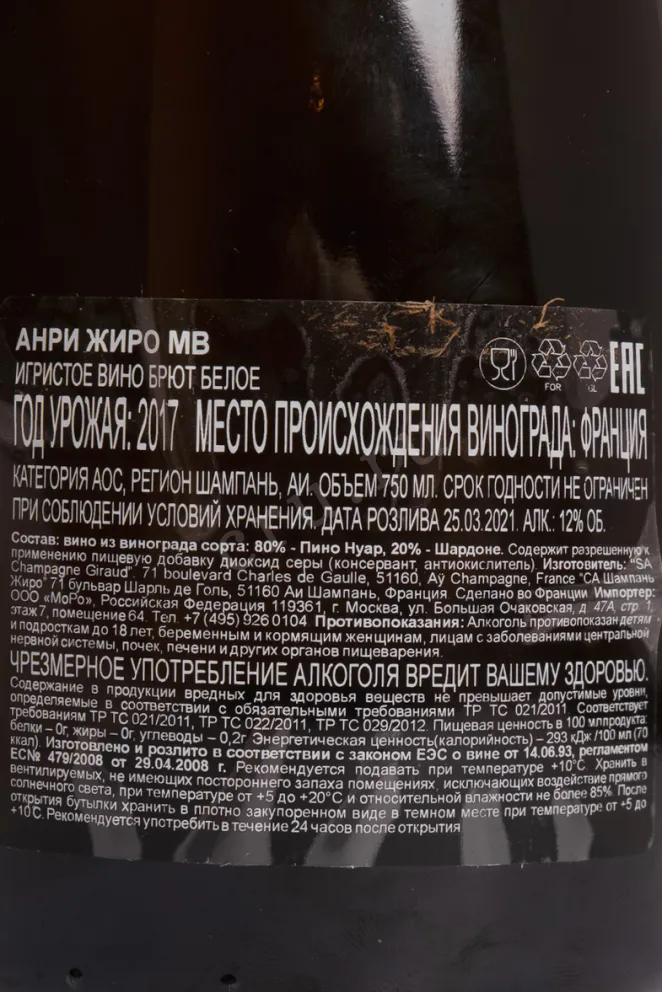 АНРИ ЖИРО МВ
ИГРИСТОЕ ВИНО БРЮТ БЕЛОЕ
FOR
GL
EAC
ГОД УРОЖАЯ: 2017 МЕСТО ПРОИСХОЖДЕНИЯ ВИНОГРАДА: ФРАНЦИЯ
КАТЕГОРИЯ АОС, РЕГИОН ШАМПАНЬ, АИ. ОБЪЕМ 750 МЛ. СРОК ГОДНОСТИ НЕ ОГРАНИЧЕН
ПРИ СОБЛЮДЕНИИ УСЛОВИЙ ХРАНЕНИЯ. ДАТА РОЗЛИВА 25.03.2021. АЛК.: 12% ОБ.
Состав: вино из винограда сорта: 80% - Пино Нуар, 20% - Шардоне. Содержит разрешенную к
применению пищевую добавку диоксид серы (консервант, антиокислитель). Изготовитель: "SA
Champagne Giraud". 71 boulevard Charles de Gaulle, 51160, Aÿ Champagne, France "СА Шампань
Жиро" 71 бульвар Шарль де Голь, 51160 Аи Шампань, Франция. Сделано во Франции. Импортер:
ООО «МоРо», Российская Федерация 119361, г. Москва, ул. Большая Очаковская, д. 47А, стр. 1,
этаж 7, помещение 64. Тел. +7 (495) 926 0104. Противопоказания: Алкоголь противопоказан детям
и подросткам до 18 лет, беременным и кормящим женщинам, лицам с заболеваниями центральной
нервной системы, почек, печени и других органов пищеварения.
ЧРЕЗМЕРНОЕ УПОТРЕБЛЕНИЕ АЛКОГОЛЯ ВРЕДИТ ВАШЕМУ ЗДОРОВЬЮ.
Содержание в продукции вредных для здоровья веществ не превышает допустимые уровни,
определяемые в соответствии с обязательными требованиями ТР ТС 021/2011. Соответствует
требованиям ТР ТС 021/2011, ТР ТС 022/2011, ТР ТС 029/2012. Пищевая ценность в 100 мл продукта:
белки – 0г, жиры – 0г, углеводы – 0,2г. Энергетическая ценность(калорийность) – 293 кДж /100 мл (70
ккал). Изготовлено и розлито в соответствии с законом ЕЭС о вине от 14.06.93, регламентом
ЕС№ 479/2008 от 29.04.2008 г. Рекомендуется подавать при температуре +10°С. Хранить в
вентилируемых, не имеющих постороннего запаха помещениях, исключающих воздействие прямого
солнечного света, при температуре от +5 до +20°С и относительной влажности не более 85%. После
открытия бутылки хранить в плотно закупоренном виде в темном месте при температуре от +5 до
+10°С. Рекомендуется употребить в течение 24 часов после открытия